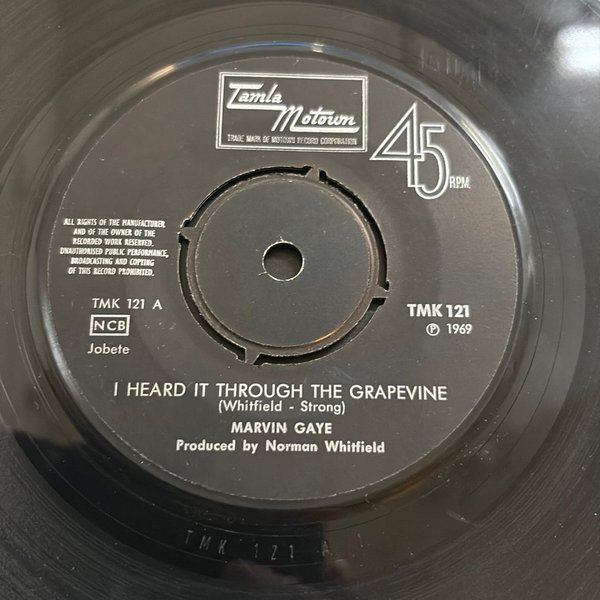 Tamla
Motown
TRADE MARK OF MOTOWN RECORD CORPORATION
45
RPM.
ALL RIGHTS OF THE MANUFACTURER
AND OF THE OWNER OF THE
RECORDED WORK RESERVED.
UNAUTHORISED PUBLIC PERFORMANCE,
BROADCASTING AND COPYING
OF THIS RECORD PROHIBITED.
TMK 121 A
NCB
Jobete
TMK 121
℗ 1969
I HEARD IT THROUGH THE GRAPEVINE
(Whitfield - Strong)
MARVIN GAYE
Produced by Norman Whitfield
TMK 121 A